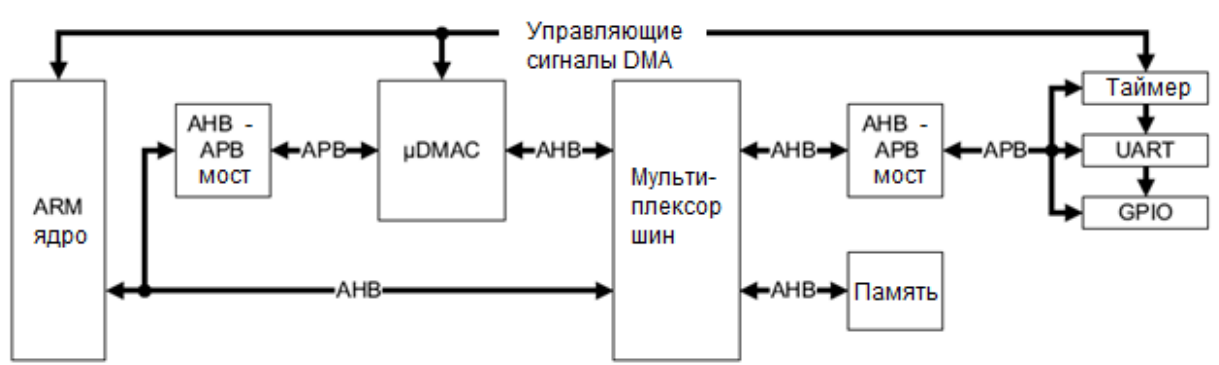 Управляющие
сигналы DMA
ARM
ядро
AHB -
APB
мост
APB
µDMAC
AHB
Мульти-
плексор
шин
AHB
AHB -
APB
мост
APB
Таймер
UART
GPIO
AHB
AHB
Память